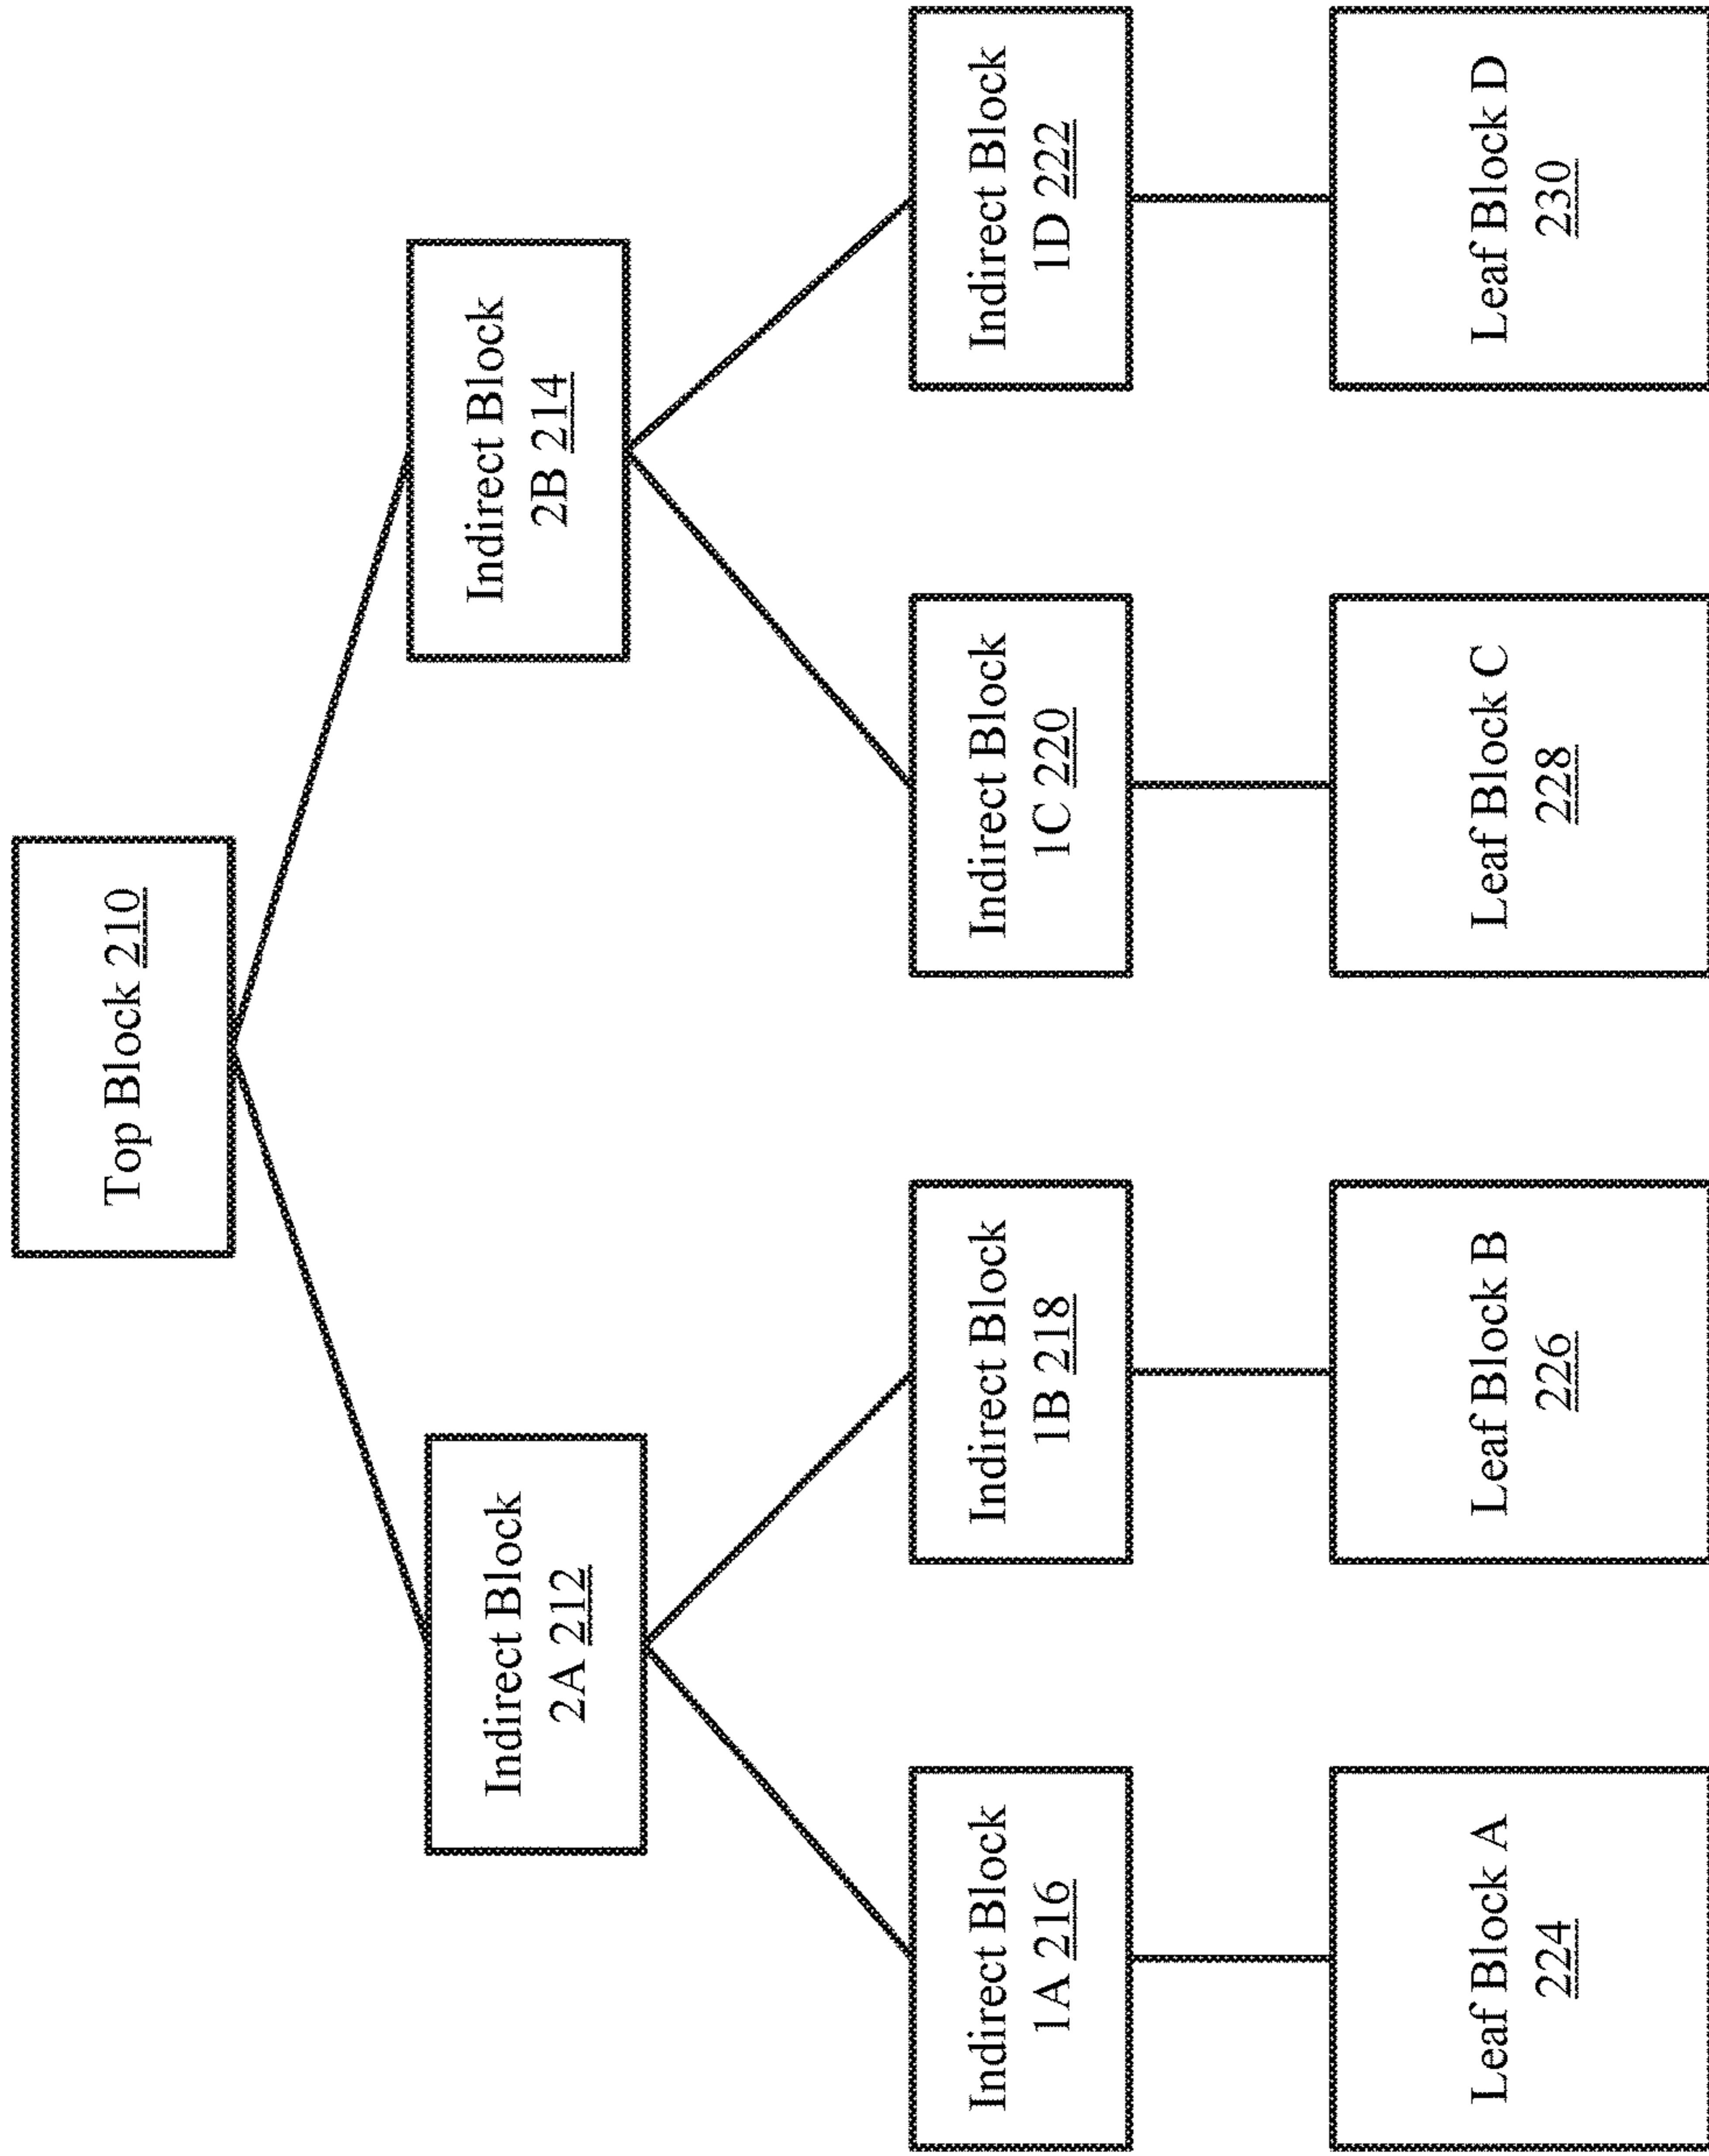 Top Block 210
Indirect Block
2A 212
Indirect Block
2B 214
Indirect Block
1A 216
Indirect Block
1B 218
Indirect Block
1C 220
Indirect Block
1D 222
Leaf Block A
224
Leaf Block B
226
Leaf Block C
228
Leaf Block D
230